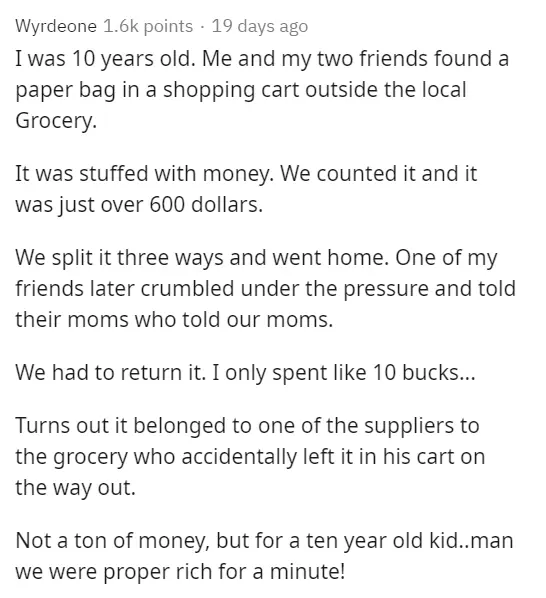 Wyrdeone 1.6k points · 19 days ago
I was 10 years old. Me and my two friends found a
paper bag in a shopping cart outside the local
Grocery.
It was stuffed with money. We counted it and it
was just over 600 dollars.
We split it three ways and went home. One of my
friends later crumbled under the pressure and told
their moms who told our moms.
We had to return it. I only spent like 10 bucks...
Turns out it belonged to one of the suppliers to
the grocery who accidentally left it in his cart on
the way out.
Not a ton of money, but for a ten year old kid..man
we were proper rich for a minute!